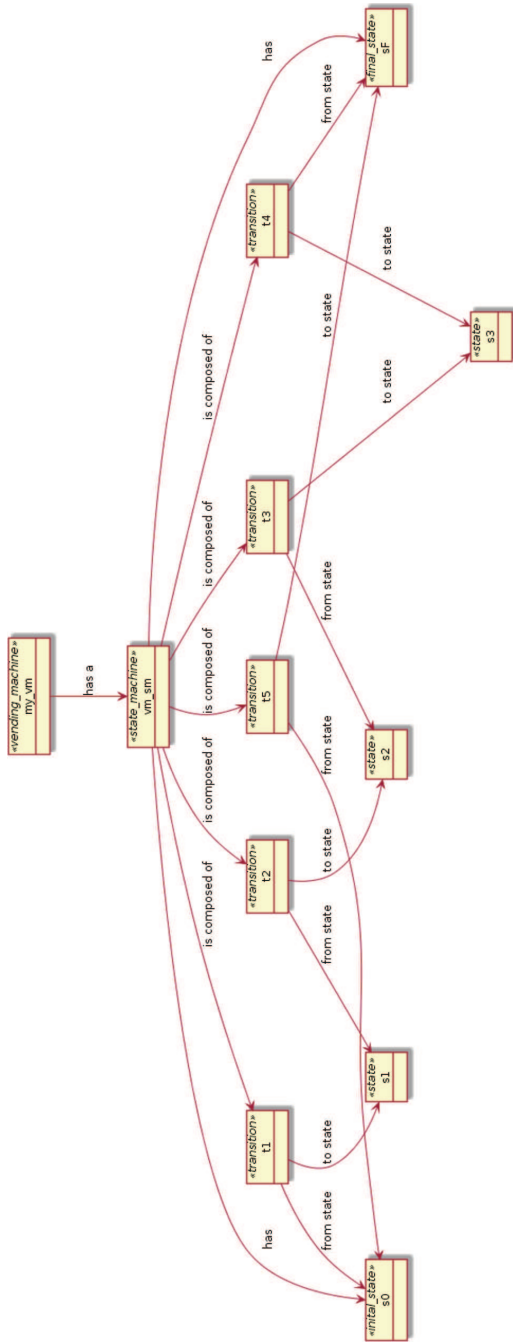 «vending_machine»
my_vm
has a
«state_machine»
vm_sm
has
is composed of
is composed of
is composed of
is composed of
is composed of
has
«transition»
t1
«transition»
t2
«transition»
t5
«transition»
t3
«transition»
t4
from state
to state
from state
to state
from state
to state
from state
to state
to state
from state
«inital_state»
s0
«state»
s1
«state»
s2
«final_state»
sF
«state»
s3